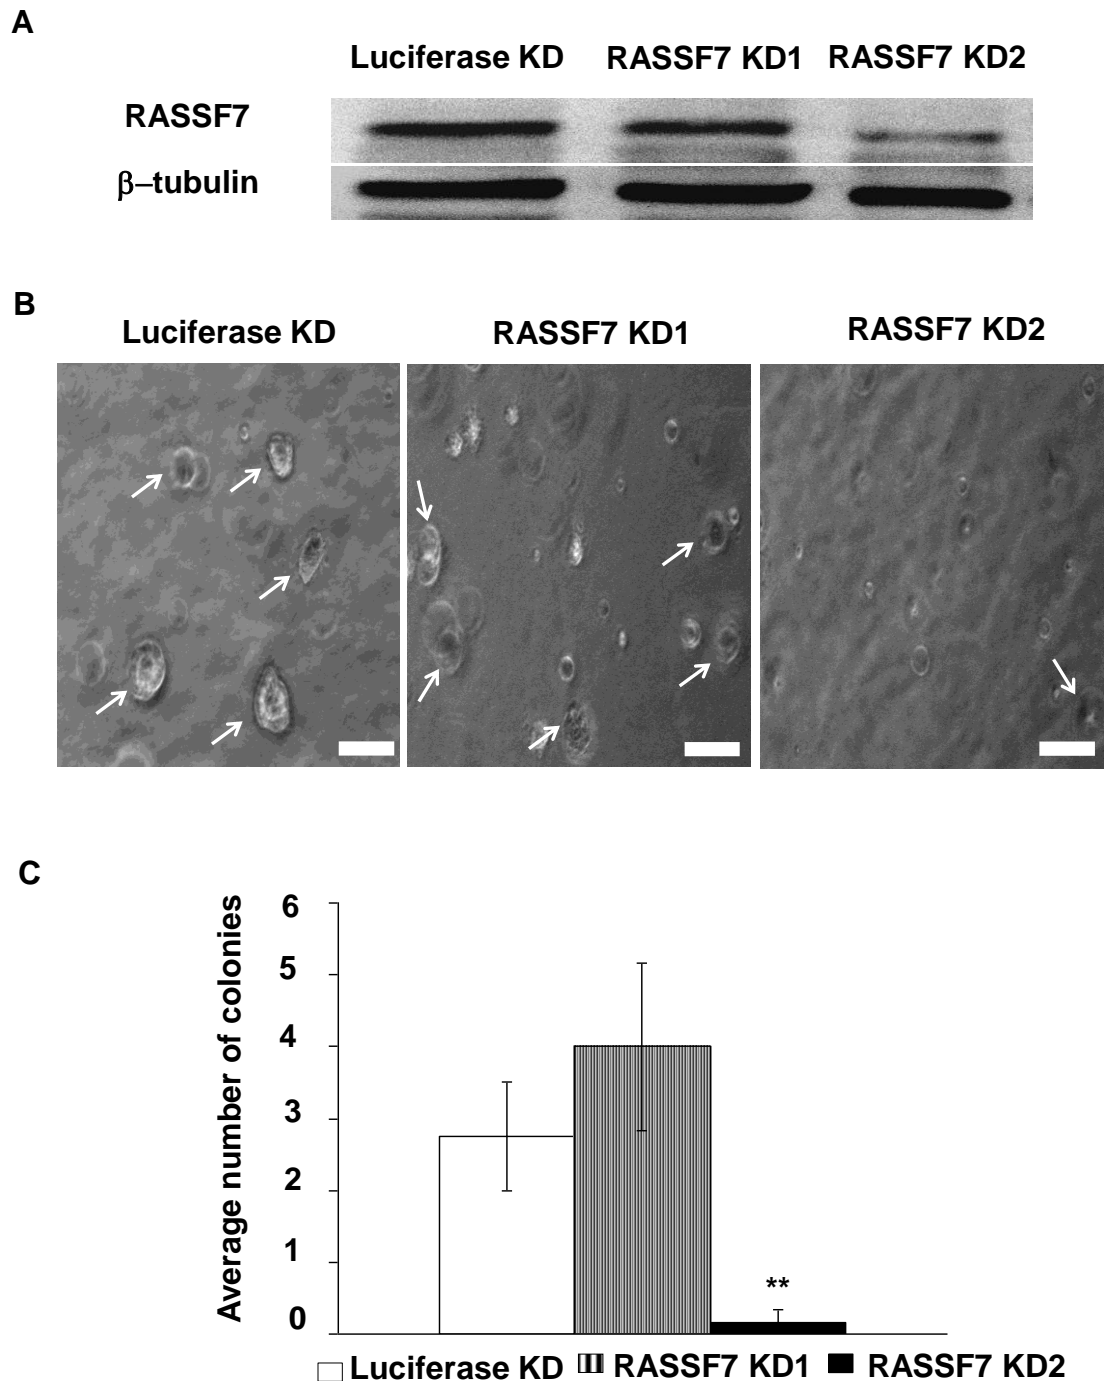 A
Luciferase KD RASSF7 KD1 RASSF7 KD2
RASSF7
β–tubulin
B
Luciferase KD RASSF7 KD1 RASSF7 KD2
C
Average number of colonies
6
5
4
3
2
1
0
**
Luciferase KD RASSF7 KD1 RASSF7 KD2